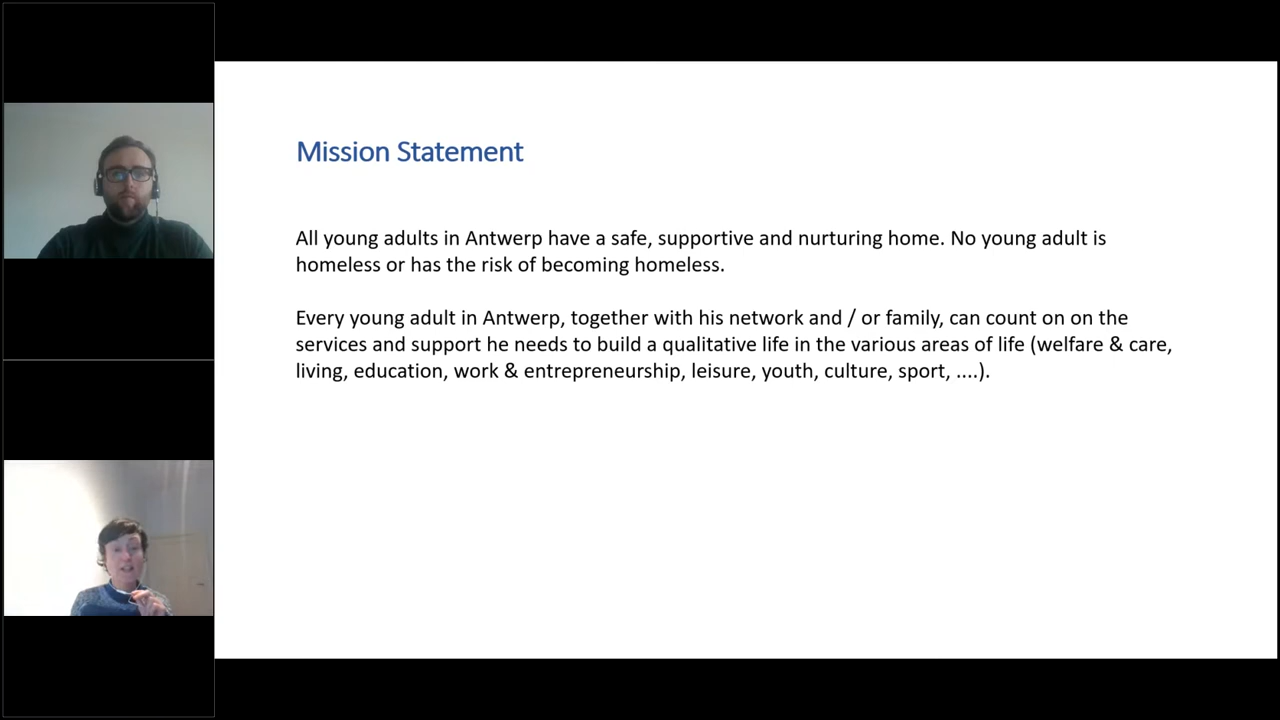 Mission Statement
All young adults in Antwerp have a safe, supportive and nurturing home. No young adult is
homeless or has the risk of becoming homeless.
Every young adult in Antwerp, together with his network and / or family, can count on on the
services and support he needs to build a qualitative life in the various areas of life (welfare & care,
living, education, work & entrepreneurship, leisure, youth, culture, sport, ....).